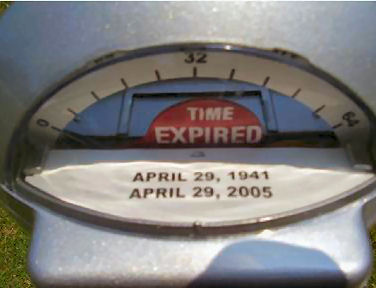 32
0
64
TIME
EXPIRED
APRIL 29, 1941
APRIL 29, 2005